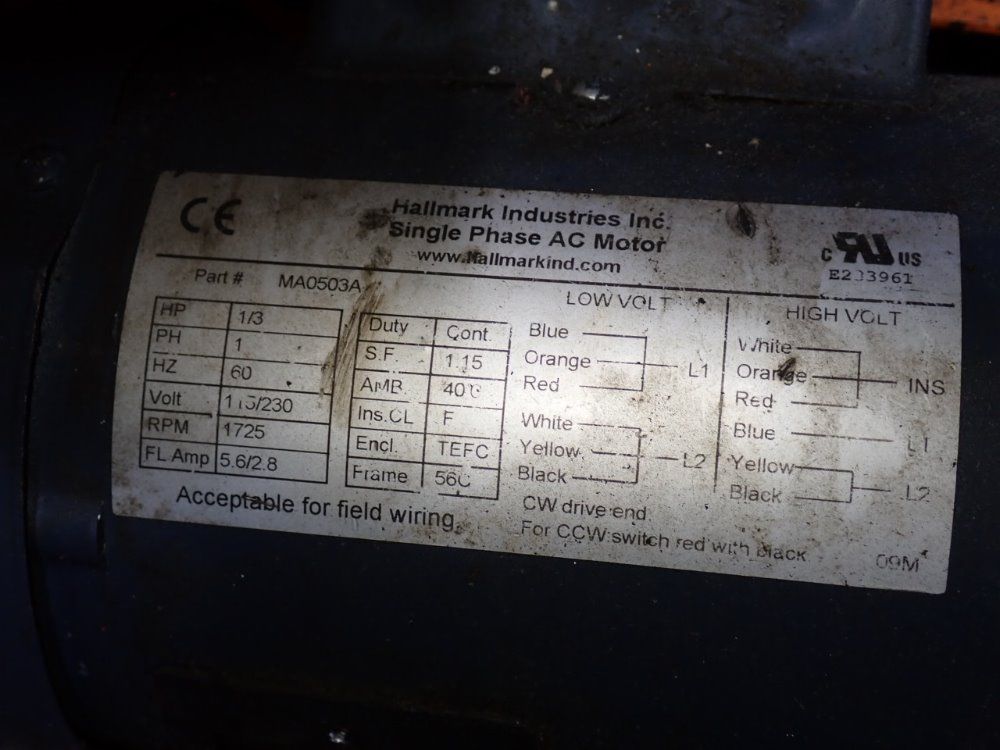 CE
Hallmark Industries Inc.
Single Phase AC Motor
www.Hallmarkind.com
c RU US
Part # MA0503A
HP 1/3
PH 1
HZ 60
Volt 115/230
RPM 1725
FL Amp 5.6/2.8
Duty Cont.
S.F. 1.15
AMB
Ins.CL F
Encl. TEFC
Frame 56C
LOW VOLT
Blue
Orange
Red
L1
White
Yellow
Black
L2
HIGH VOLT
White
Orange
Red
INS
Blue L1
Yellow
Black
L2
Acceptable for field wiring.
CW drive end.
For CCW switch red with black
09M